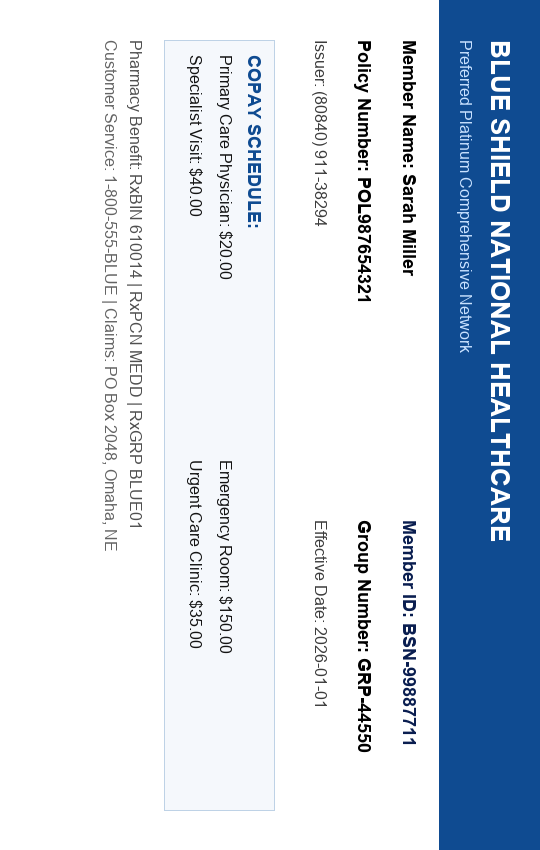 BLUE SHIELD NATIONAL HEALTHCARE
Preferred Platinum Comprehensive Network
Member Name: Sarah Miller Member ID: BSN-99887711
Policy Number: POL987654321 Group Number: GRP-44550
Issuer: (80840) 911-38294 Effective Date: 2026-01-01
COPAY SCHEDULE:
Primary Care Physician: $20.00 Emergency Room: $150.00
Specialist Visit: $40.00 Urgent Care Clinic: $35.00
Pharmacy Benefit: RxBIN 610014 | RxPCN MEDD | RxGRP BLUE01
Customer Service: 1-800-555-BLUE | Claims: PO Box 2048, Omaha, NE